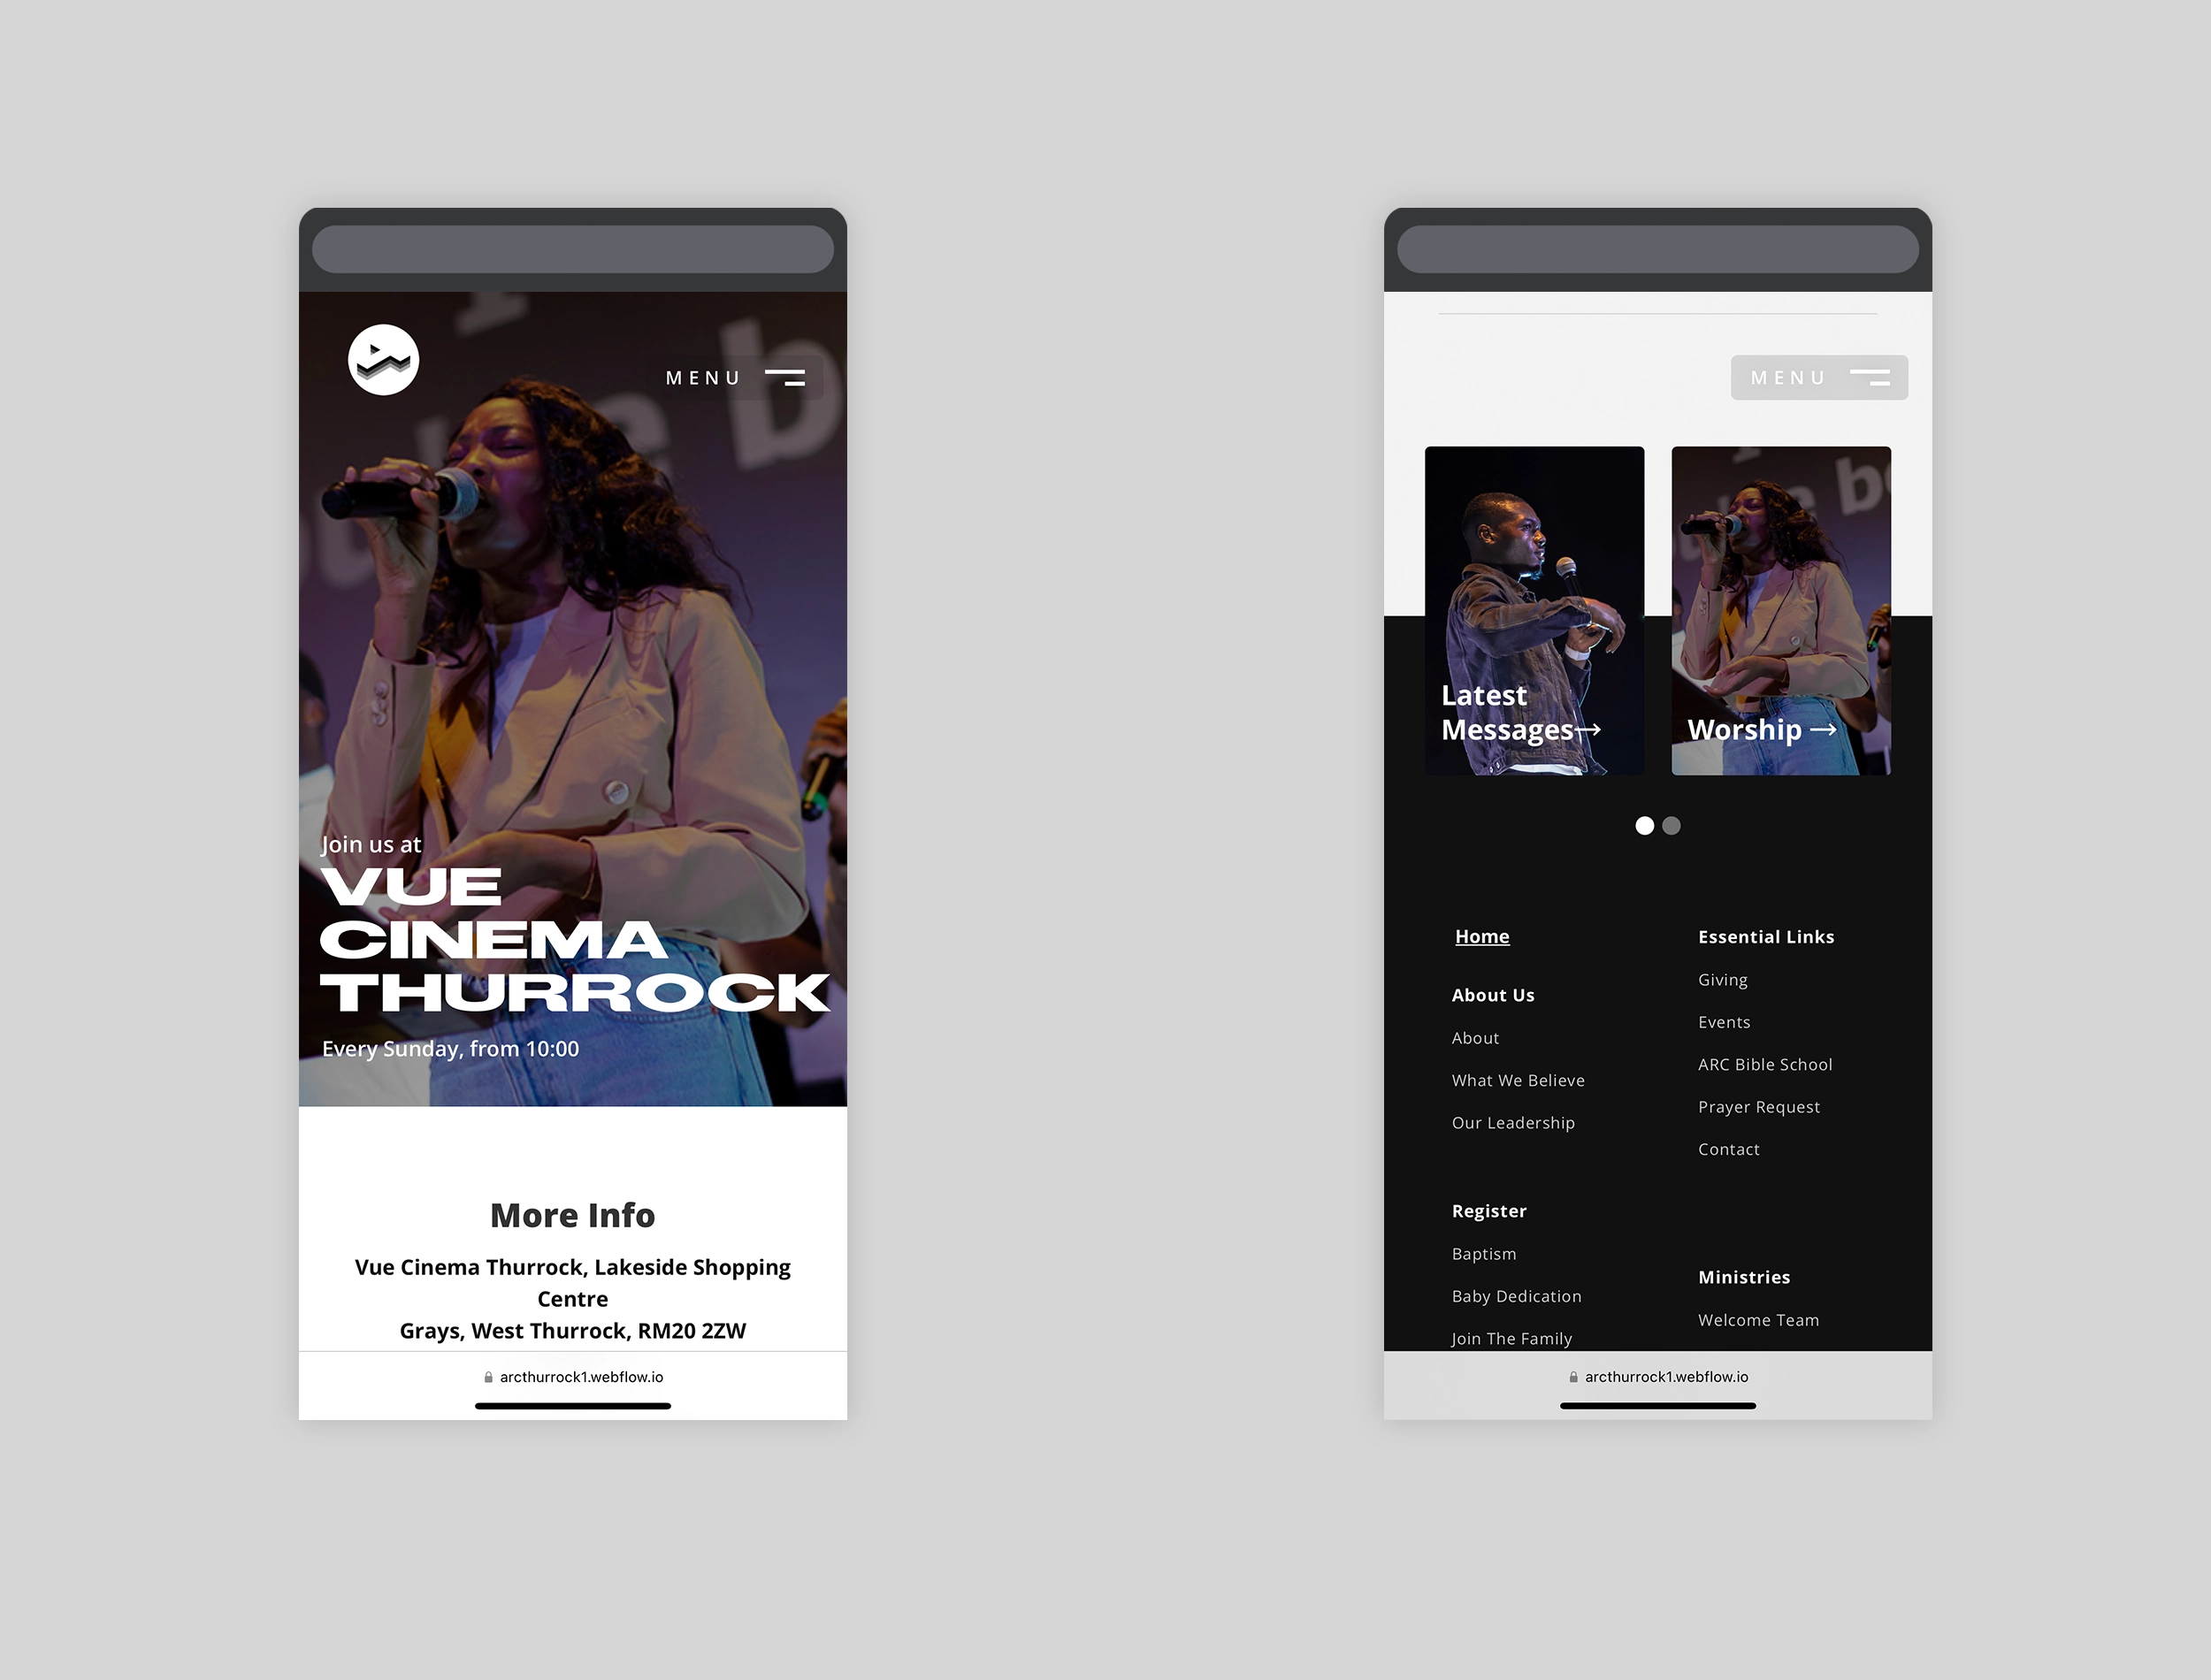 MENU
Join us at
VUE
CINEMA
THURROCK
Every Sunday, from 10:00
More Info
Vue Cinema Thurrock, Lakeside Shopping
Centre
Grays, West Thurrock, RM20 2ZW
arcthurrock1.webflow.io
MENU
Latest
Messages→
Worship →
Home
About Us
About
What We Believe
Our Leadership
Register
Baptism
Baby Dedication
Join The Family
Essential Links
Giving
Events
ARC Bible School
Prayer Request
Contact
Ministries
Welcome Team
arcthurrock1.webflow.io